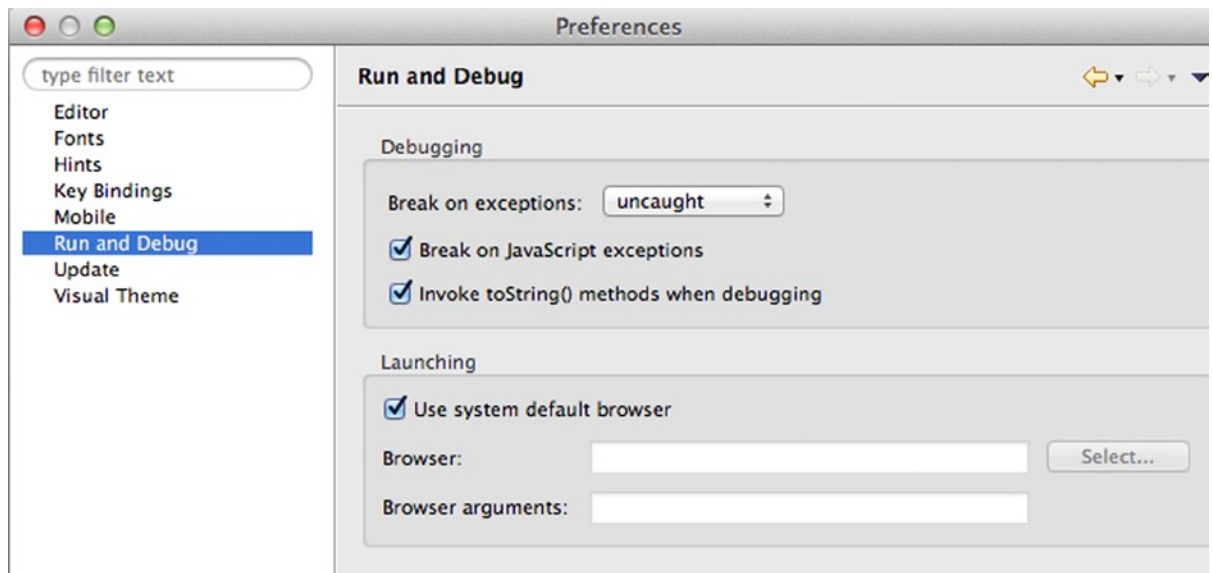 Preferences
type filter text
Editor
Fonts
Hints
Key Bindings
Mobile
Run and Debug
Update
Visual Theme
Run and Debug
Debugging
Break on exceptions: uncaught
Break on JavaScript exceptions
Invoke toString() methods when debugging
Launching
Use system default browser
Browser: Select...
Browser arguments: